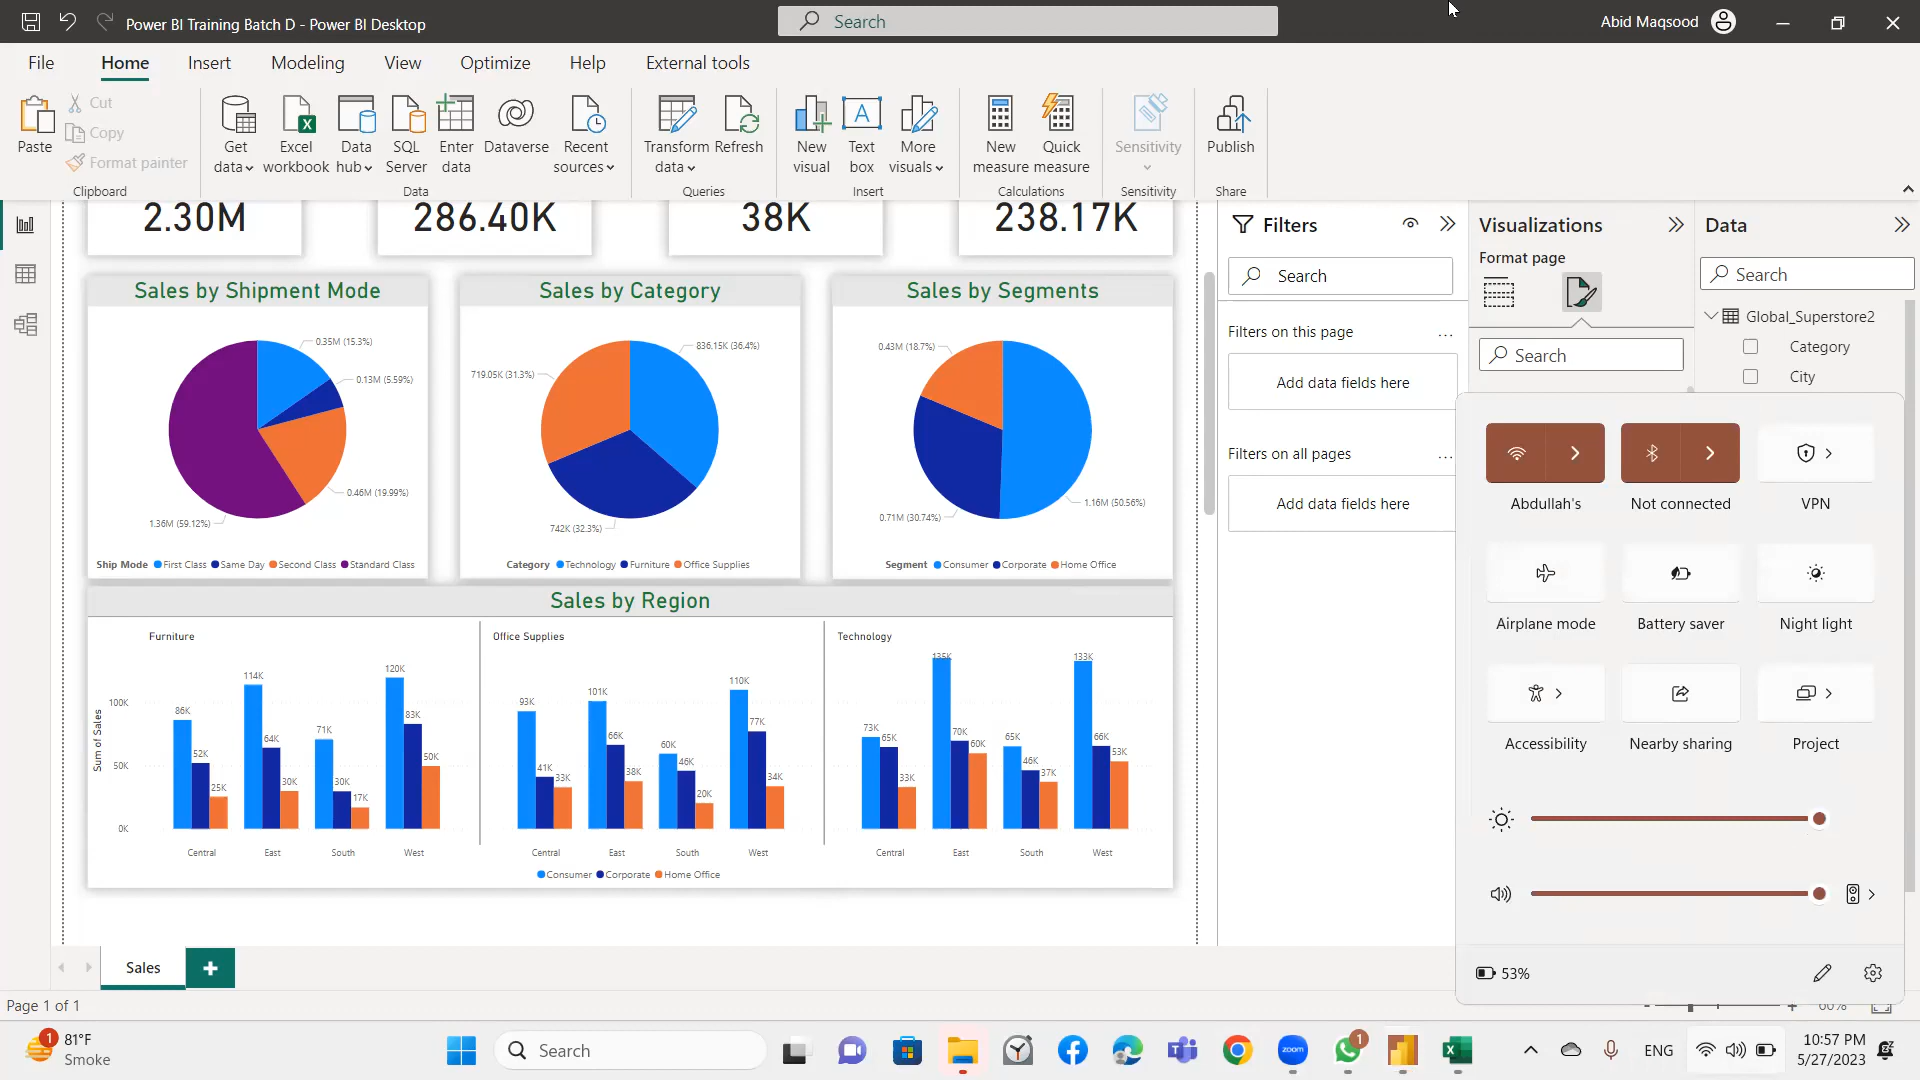 Power BI Training Batch D - Power BI Desktop
Search
Abid Maqsood
File Home Insert Modeling View Optimize Help External tools
Paste
Cut
Copy
Format painter
Clipboard
Get data
Excel workbook
Data hub
SQL Server
Enter data
Dataverse
Recent sources
Data
Transform data
Refresh
Queries
New visual
Text box
More visuals
Insert
New measure
Quick measure
Calculations
Sensitivity
Sensitivity
Publish
Share
2.30M 286.40K 38K 238.17K
Sales by Shipment Mode
0.35M (15.3%)
0.13M (5.59%)
0.46M (19.99%)
1.36M (59.12%)
Ship Mode First Class Same Day Second Class Standard Class
Sales by Category
836.15K (36.4%)
719.05K (31.3%)
742K (32.3%)
Category Technology Furniture Office Supplies
Sales by Segments
0.43M (18.7%)
1.16M (50.56%)
0.71M (30.74%)
Segment Consumer Corporate Home Office
Sales by Region
Sum of Sales
100K
50K
0K
Furniture
86K 52K 25K
114K 64K 30K
71K 30K 17K
120K 83K 50K
Central East South West
Office Supplies
93K 41K 33K
101K 66K 38K
60K 46K 20K
110K 77K 34K
Central East South West
Technology
73K 65K 33K
135K 70K 60K
65K 46K 37K
133K 66K 53K
Central East South West
Consumer Corporate Home Office
Filters
Search
Filters on this page
...
Add data fields here
Filters on all pages
...
Add data fields here
Visualizations
Format page
Search
Data
Search
Global_Superstore2
Category
City
Abdullah's
Not connected
VPN
Airplane mode
Battery saver
Night light
Accessibility
Nearby sharing
Project
53%
Sales
Page 1 of 1
60%
1
81°F
Smoke
Search
zoom
1
ENG
10:57 PM
5/27/2023